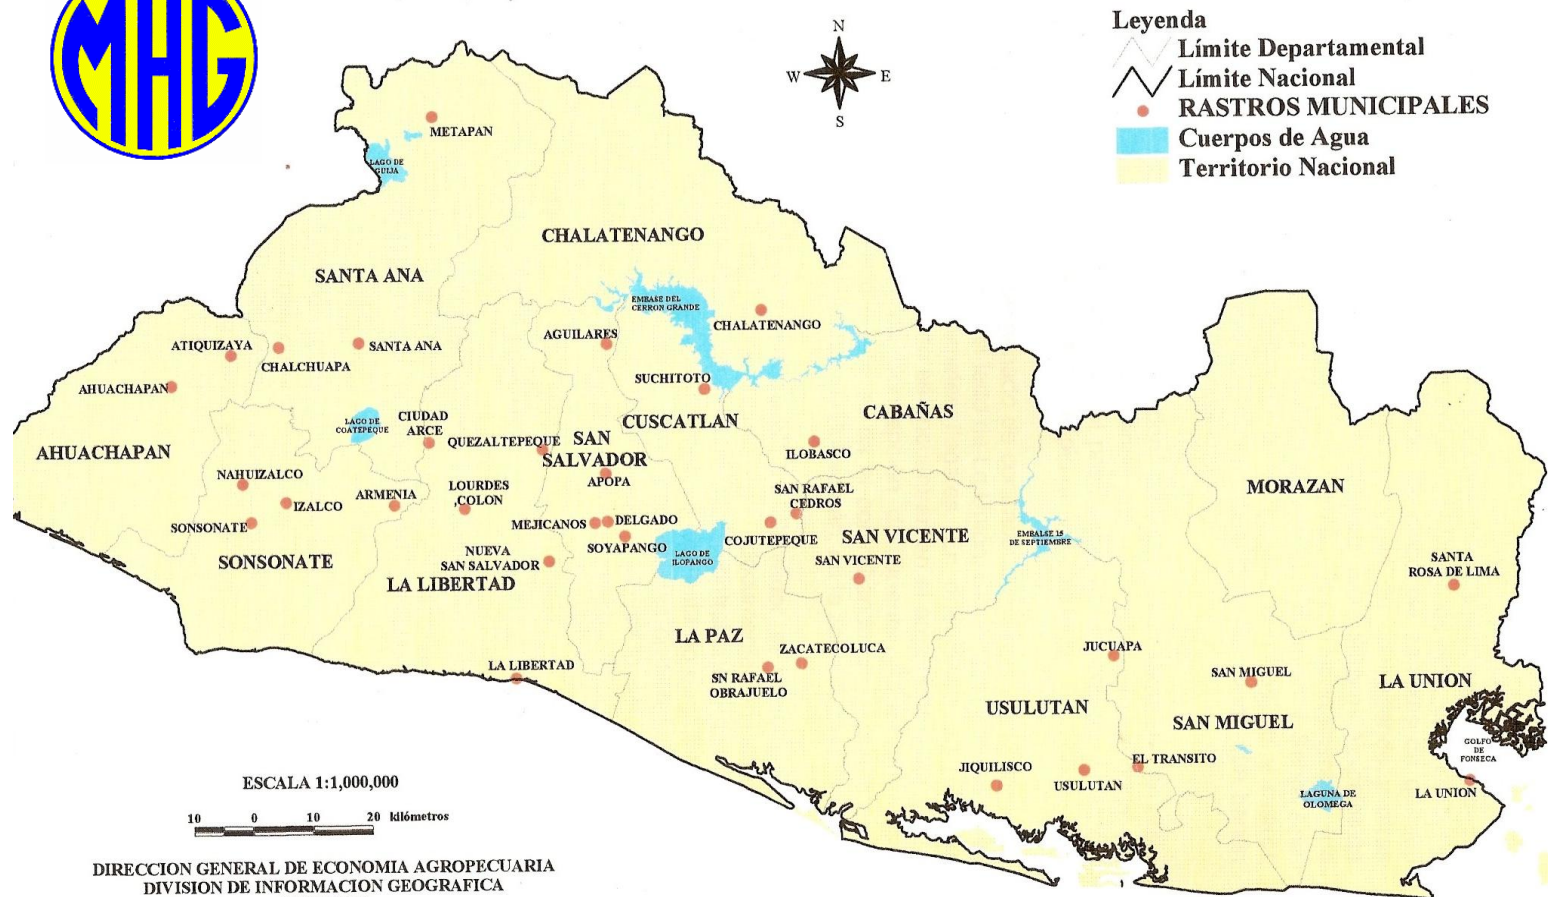 MHG
N
W E
S
Leyenda
Límite Departamental
Límite Nacional
RASTROS MUNICIPALES
Cuerpos de Agua
Territorio Nacional
METAPAN
LAGO DE
GUIJA
CHALATENANGO
SANTA ANA
EMBASE DEL
CERRON GRANDE
CHALATENANGO
AGUILARES
ATIQUIZAYA
SANTA ANA
CHALCHUAPA
SUCHITOTO
AHUACHAPAN
CABAÑAS
CUSCATLAN
CIUDAD
ARCE
LAGO DE
COATEPEQUE
QUEZALTEPEQUE
SAN
SALVADOR
AHUACHAPAN
ILOBASCO
NAHUIZALCO
APOPA
LOURDES
,COLON
SAN RAFAEL
CEDROS
MORAZAN
ARMENIA
IZALCO
SONSONATE
MEJICANOS
DELGADO
COJUTEPEQUE
SAN VICENTE
EMBALSE 15
DE SEPTIEMBRE
SOYAPANGO
LAGO DE
ILOPANGO
NUEVA
SAN SALVADOR
SONSONATE
SAN VICENTE
SANTA
ROSA DE LIMA
LA LIBERTAD
LA PAZ
ZACATECOLUCA
JUCUAPA
LA LIBERTAD
SN RAFAEL
OBRAJUELO
SAN MIGUEL
LA UNION
USULUTAN
SAN MIGUEL
GOLFO
DE
FONSECA
EL TRANSITO
JIQUILISCO
USULUTAN
LAGUNA DE
OLOMEGA
LA UNION
ESCALA 1:1,000,000
10 0 10 20 kilómetros
DIRECCION GENERAL DE ECONOMIA AGROPECUARIA
DIVISION DE INFORMACION GEOGRAFICA